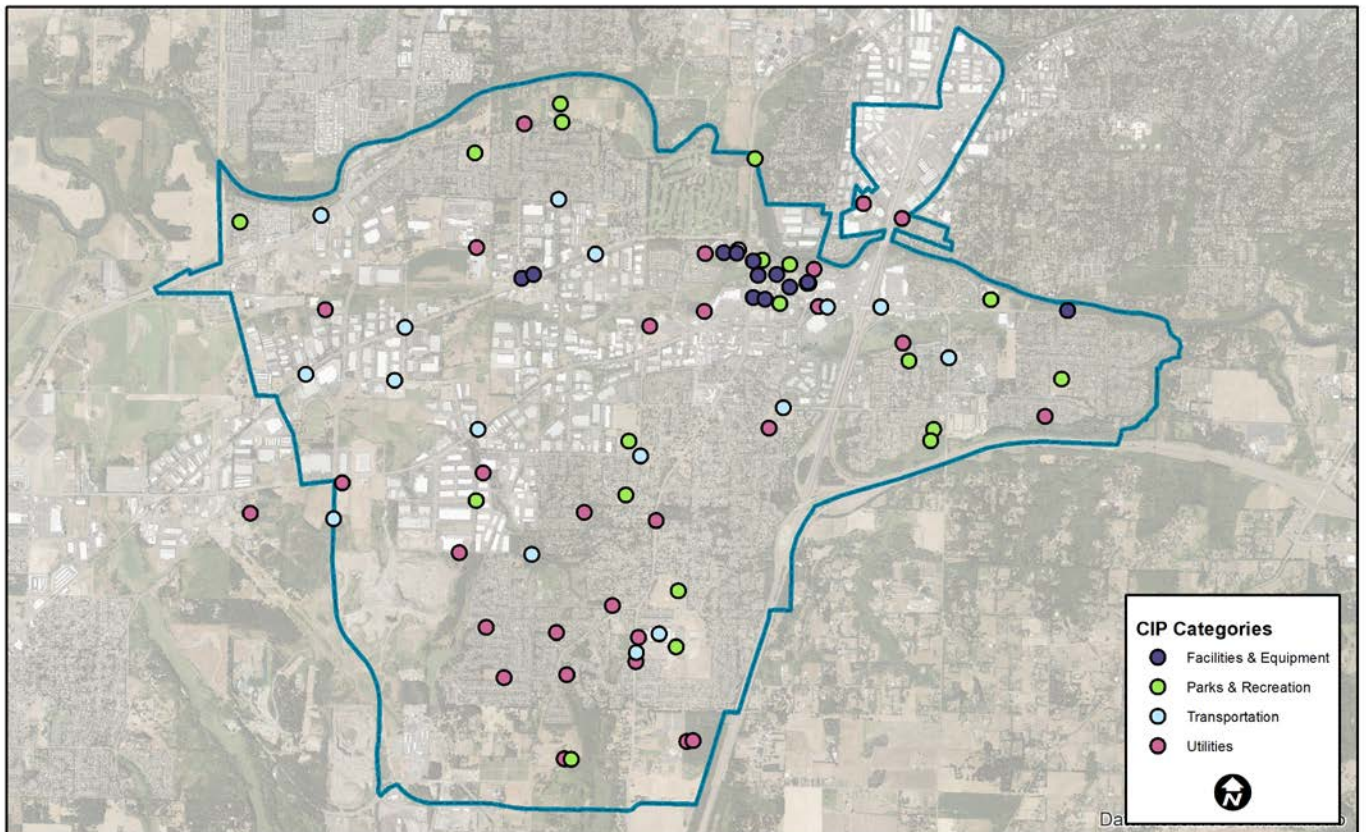 CIP Categories
Facilities & Equipment
Parks & Recreation
Transportation
Utilities
N